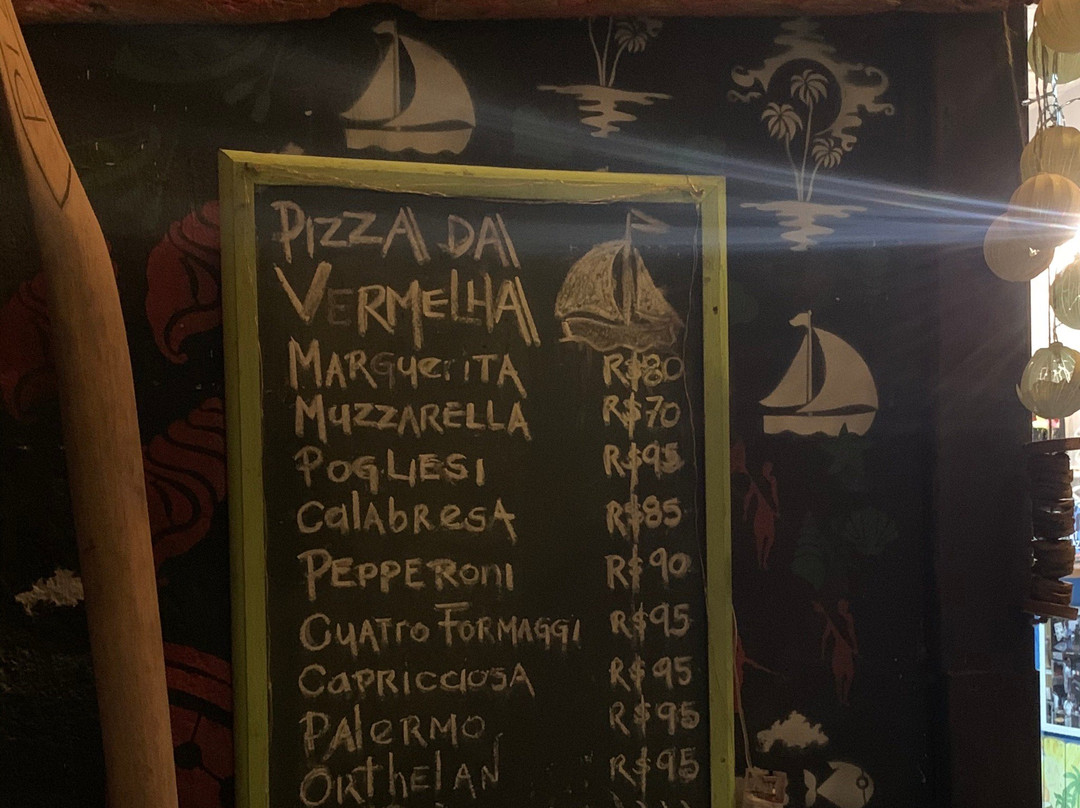 PIZZA DA
VERMELHA
MARguerITA R$80
MUZZARELLA R$70
POGLIESI R$95
CalABResA R$85
PEPPERoni R$90
CUATro FORMAGGI R$95
CAPRICCIOSA R$95
PAlERMO R$95
ORThelAN R$95